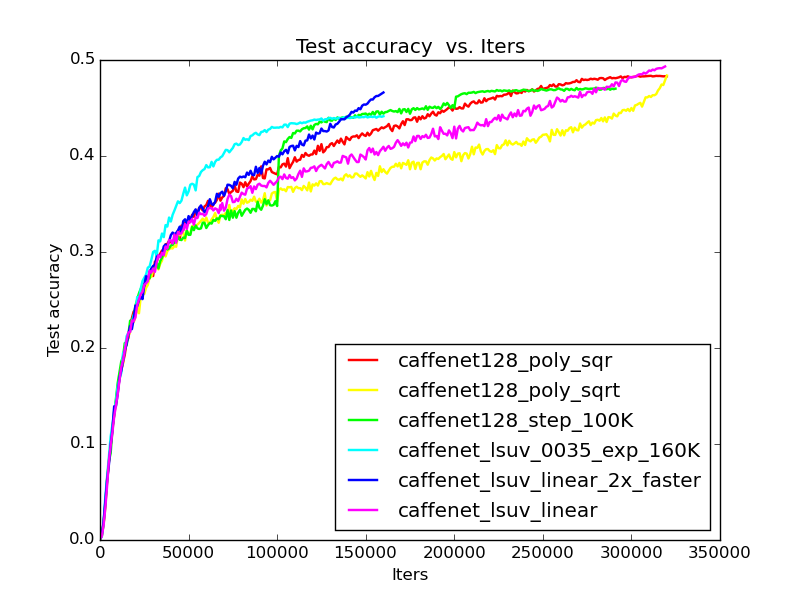 Test accuracy  vs. Iters
Test accuracy
0.5
0.4
0.3
0.2
0.1
0.0
0
50000
100000
150000
200000
250000
300000
350000
Iters
caffenet128_poly_sqr
caffenet128_poly_sqrt
caffenet128_step_100K
caffenet_lsuv_0035_exp_160K
caffenet_lsuv_linear_2x_faster
caffenet_lsuv_linear